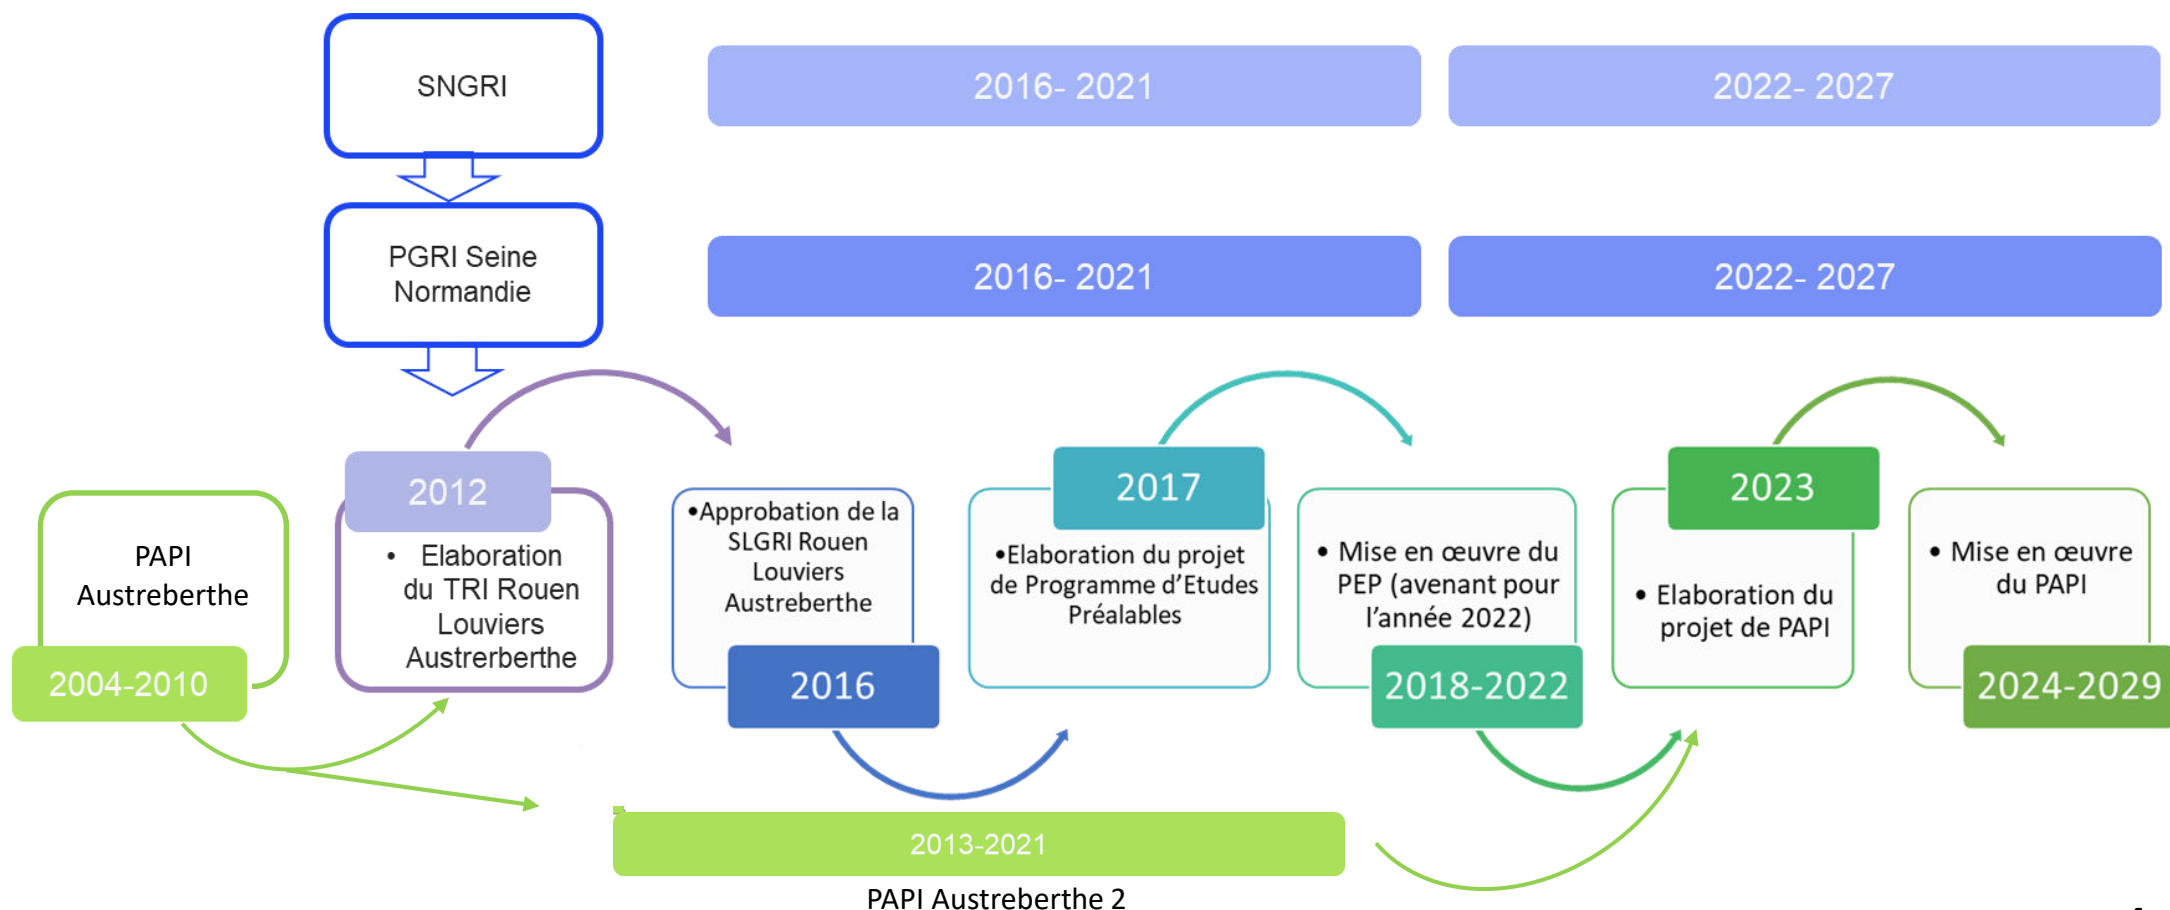 SNGRI
2016- 2021
2022- 2027
PGRI Seine
Normandie
2016- 2021
2022- 2027
PAPI
Austreberthe
2004-2010
2012
• Elaboration
du TRI Rouen
Louviers
Austrerberthe
•Approbation de la
SLGRI Rouen
Louviers
Austreberthe
2016
2017
•Elaboration du projet
de Programme d'Etudes
Préalables
• Mise en œuvre du
PEP (avenant pour
l'année 2022)
2018-2022
2023
• Elaboration du
projet de PAPI
• Mise en œuvre
du PAPI
2024-2029
2013-2021
PAPI Austreberthe 2